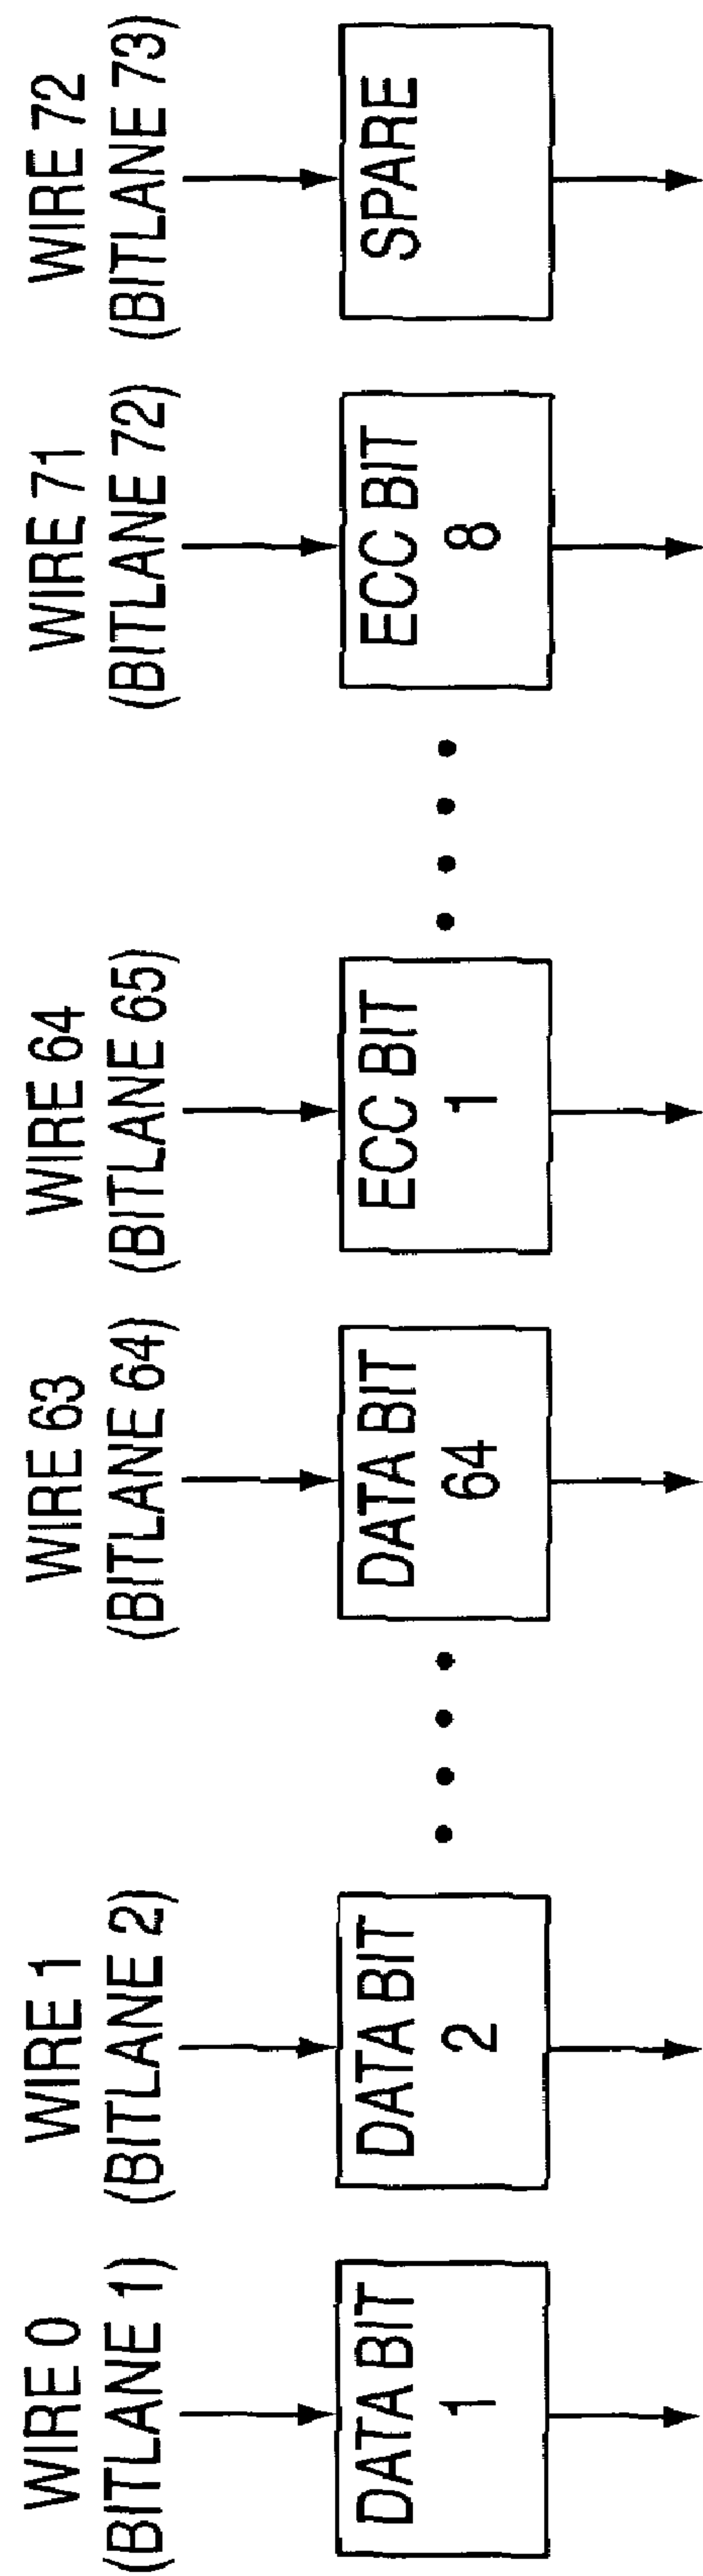 WIRE 0
(BITLANE 1)
DATA BIT
1
WIRE 1
(BITLANE 2)
DATA BIT
2
WIRE 63
(BITLANE 64)
DATA BIT
64
WIRE 64
(BITLANE 65)
ECC BIT
1
WIRE 71
(BITLANE 72)
ECC BIT
8
WIRE 72
(BITLANE 73)
SPARE